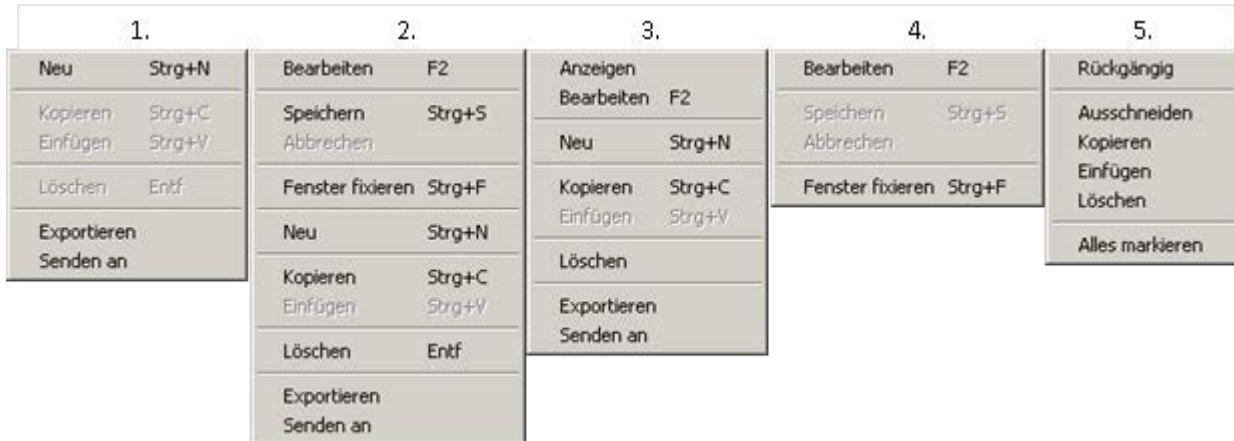 1. 2. 3. 4. 5.
Neu Strg+N
Kopieren Strg+C
Einfügen Strg+V
Löschen Entf
Exportieren
Senden an
Bearbeiten F2
Speichern Strg+S
Abbrechen
Fenster fixieren Strg+F
Neu Strg+N
Kopieren Strg+C
Einfügen Strg+V
Löschen Entf
Exportieren
Senden an
Anzeigen
Bearbeiten F2
Neu Strg+N
Kopieren Strg+C
Einfügen Strg+V
Löschen
Exportieren
Senden an
Bearbeiten F2
Speichern Strg+S
Abbrechen
Fenster fixieren Strg+F
Rückgängig
Ausschneiden
Kopieren
Einfügen
Löschen
Alles markieren